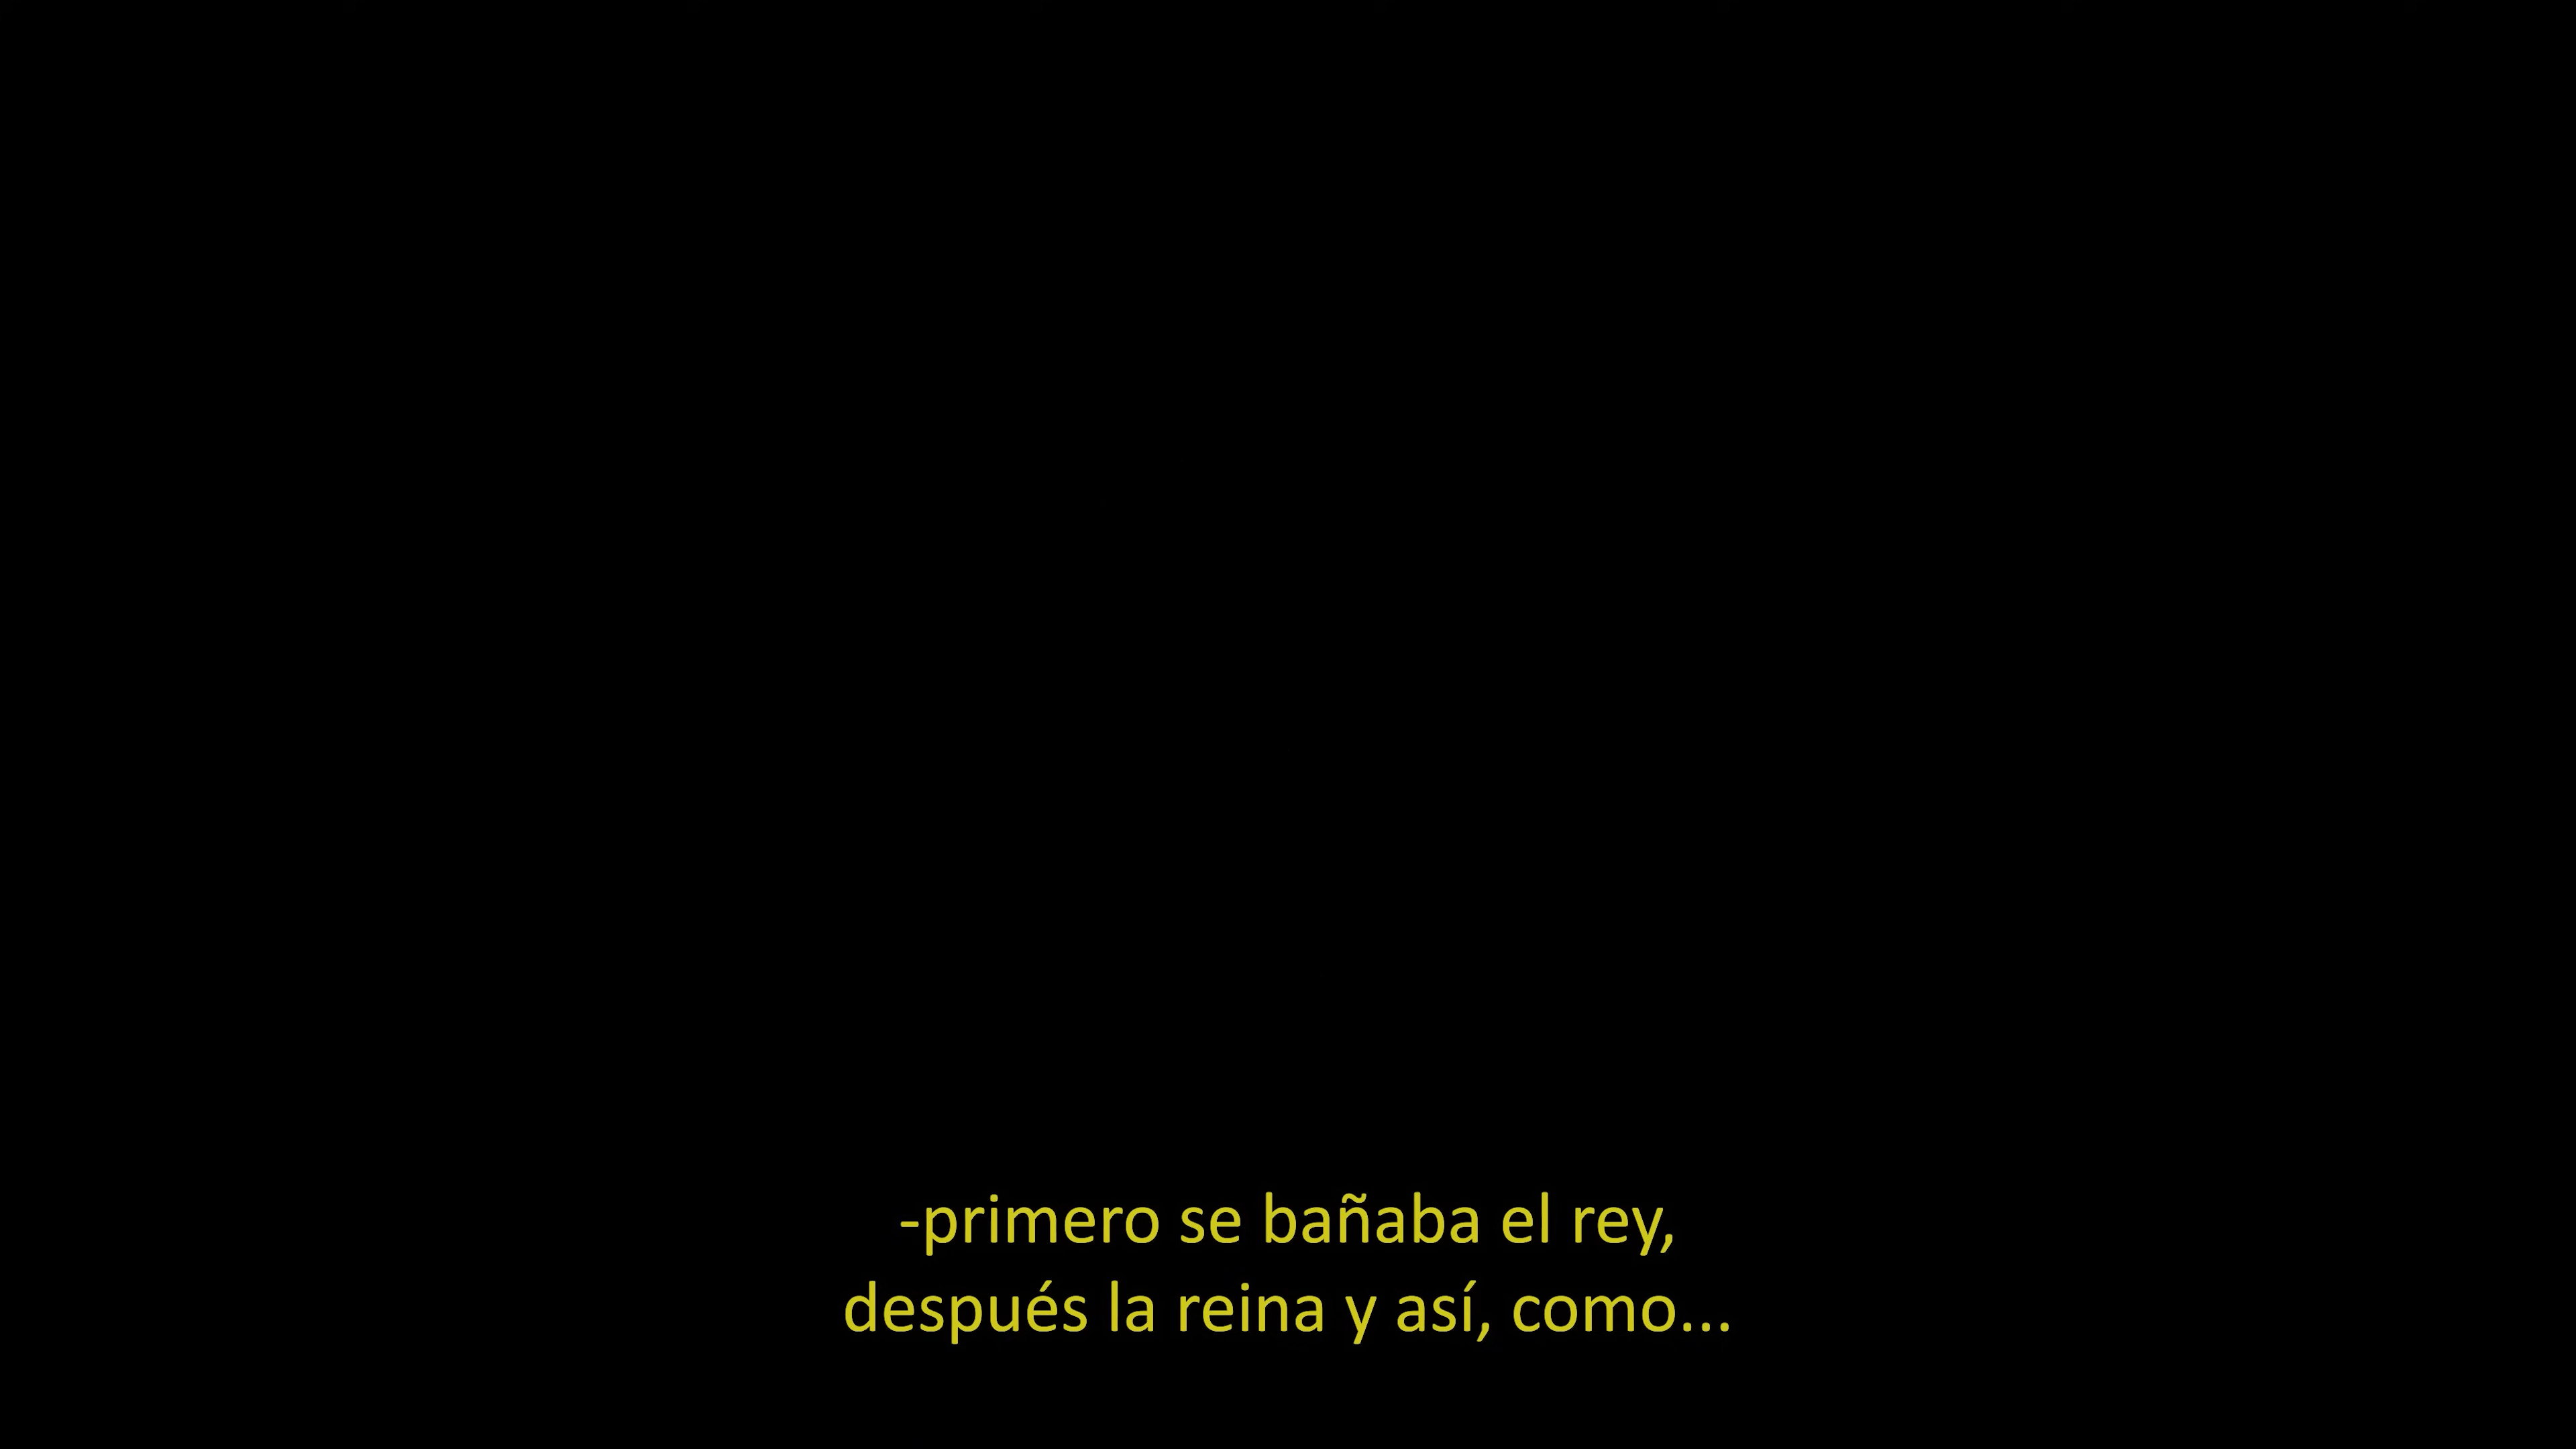 -primero se bañaba el rey,
después la reina y así, como...